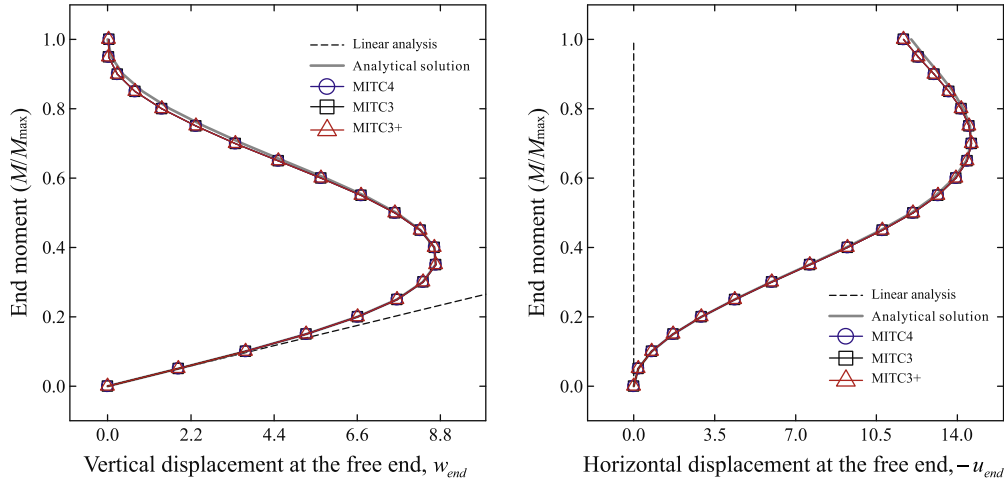 1.0
0.8
0.6
0.4
0.2
0.0
End moment (M/Mmax)
Linear analysis
Analytical solution
MITC4
MITC3
MITC3+
0.0 2.2 4.4 6.6 8.8
Vertical displacement at the free end, w_end
1.0
0.8
0.6
0.4
0.2
0.0
End moment (M/Mmax)
Linear analysis
Analytical solution
MITC4
MITC3
MITC3+
0.0 3.5 7.0 10.5 14.0
Horizontal displacement at the free end, −u_end